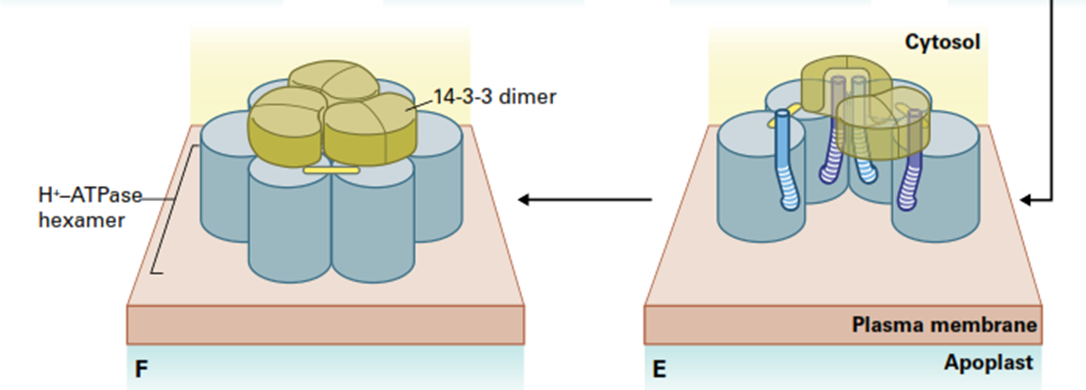 Cytosol
14-3-3 dimer
H⁺–ATPase
hexamer
Plasma membrane
F
E
Apoplast